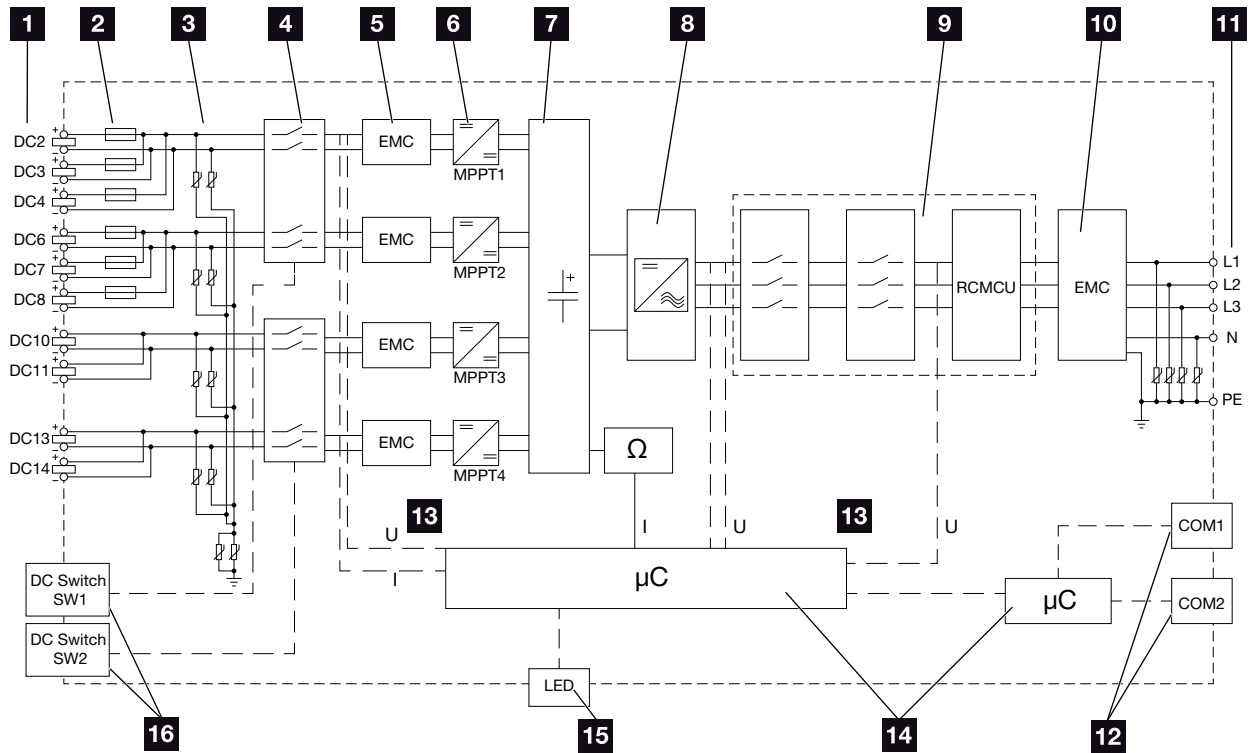 1
2
3
4
5
6
7
8
9
10
11
DC2
+
−
DC3
+
−
DC4
+
−
DC6
+
−
DC7
+
−
DC8
+
−
DC10
+
−
DC11
+
−
DC13
+
−
DC14
+
−
EMC
MPPT1
EMC
MPPT2
EMC
MPPT3
EMC
MPPT4
+
RCMCU
EMC
L1
L2
L3
N
PE
Ω
13
U
I
I
U
13
U
µC
µC
COM1
COM2
DC Switch
SW1
DC Switch
SW2
LED
16
15
14
12